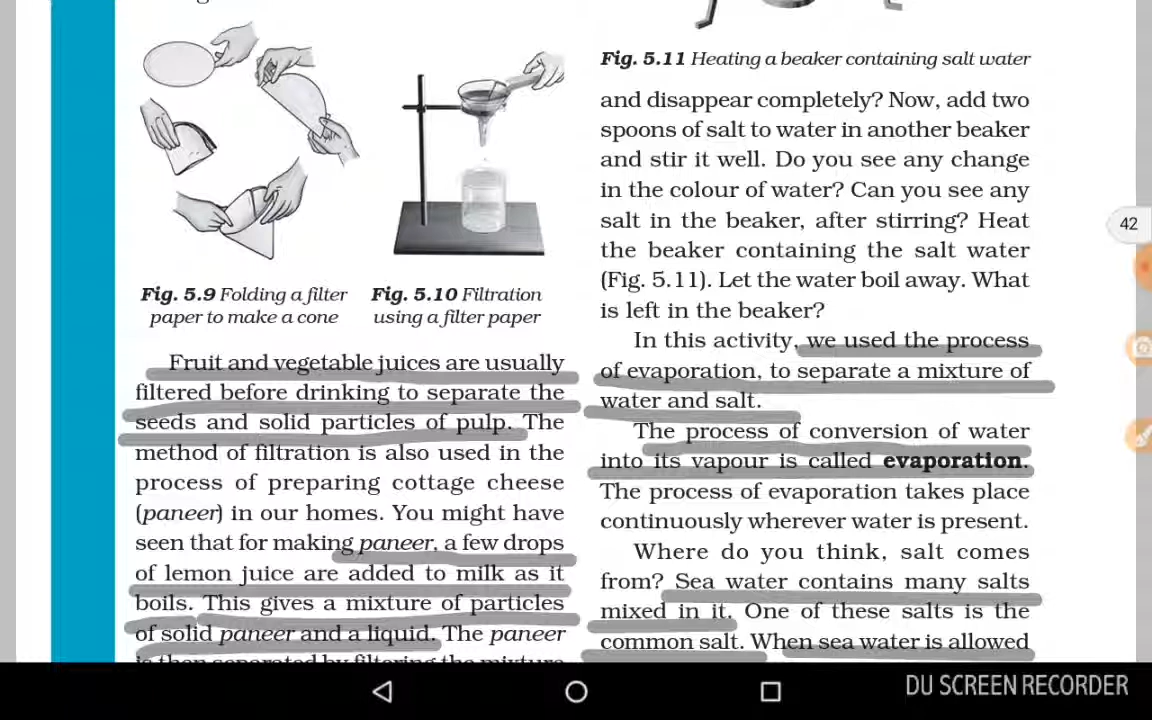 Fig. 5.9 Folding a filter
paper to make a cone
Fig. 5.10 Filtration
using a filter paper
Fruit and vegetable juices are usually
filtered before drinking to separate the
seeds and solid particles of pulp. The
method of filtration is also used in the
process of preparing cottage cheese
(paneer) in our homes. You might have
seen that for making paneer, a few drops
of lemon juice are added to milk as it
boils. This gives a mixture of particles
of solid paneer and a liquid. The paneer
is then separated by filtering the mixture
Fig. 5.11 Heating a beaker containing salt water
and disappear completely? Now, add two
spoons of salt to water in another beaker
and stir it well. Do you see any change
in the colour of water? Can you see any
salt in the beaker, after stirring? Heat
the beaker containing the salt water
(Fig. 5.11). Let the water boil away. What
is left in the beaker?
In this activity, we used the process
of evaporation, to separate a mixture of
water and salt.
The process of conversion of water
into its vapour is called evaporation.
The process of evaporation takes place
continuously wherever water is present.
Where do you think, salt comes
from? Sea water contains many salts
mixed in it. One of these salts is the
common salt. When sea water is allowed
42
DU SCREEN RECORDER